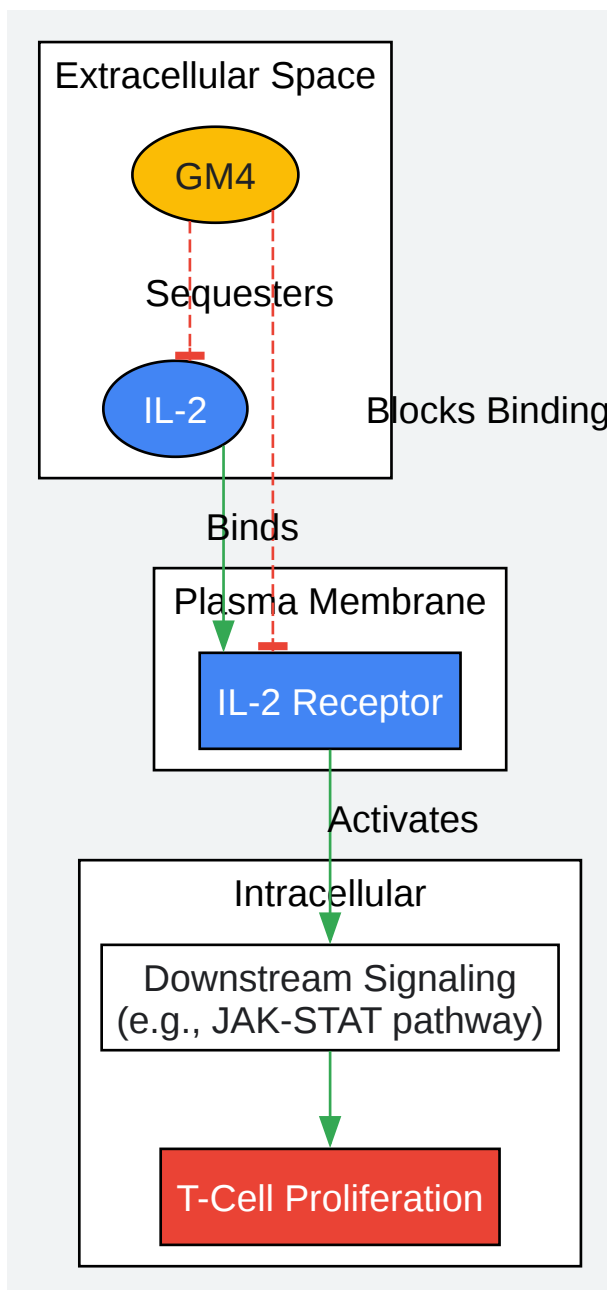 Extracellular Space
GM4
Sequesters
IL-2
Blocks Binding
Binds
Plasma Membrane
IL-2 Receptor
Activates
Intracellular
Downstream Signaling
(e.g., JAK-STAT pathway)
T-Cell Proliferation